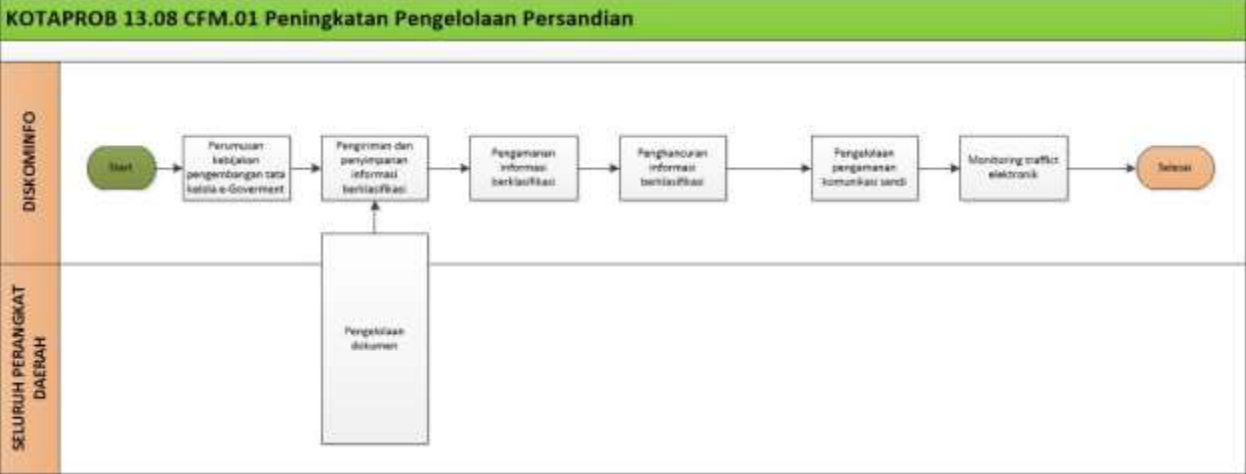 KOTAPROB 13.08 CFM.01 Peningkatan Pengelolaan Persandian
DISKOMINFO
Start
Perumusan
kebijakan
pengembangan tata
kelola e-Goverment
Pengiriman dan
penyimpanan
informasi
berklasifikasi
Pengamanan
informasi
berklasifikasi
Penghancuran
informasi
berklasifikasi
Pengelolaan
pengamanan
komunikasi sandi
Monitoring traffict
elektronik
Selesai
SELURUH PERANGKAT
DAERAH
Pengelolaan
dokumen